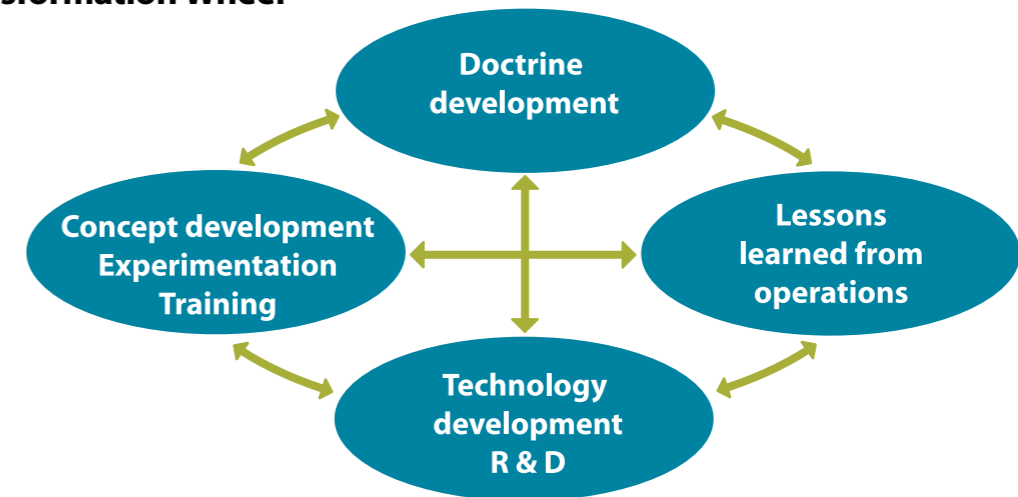 Doctrine
development
Concept development
Experimentation
Training
Lessons
learned from
operations
Technology
development
R & D